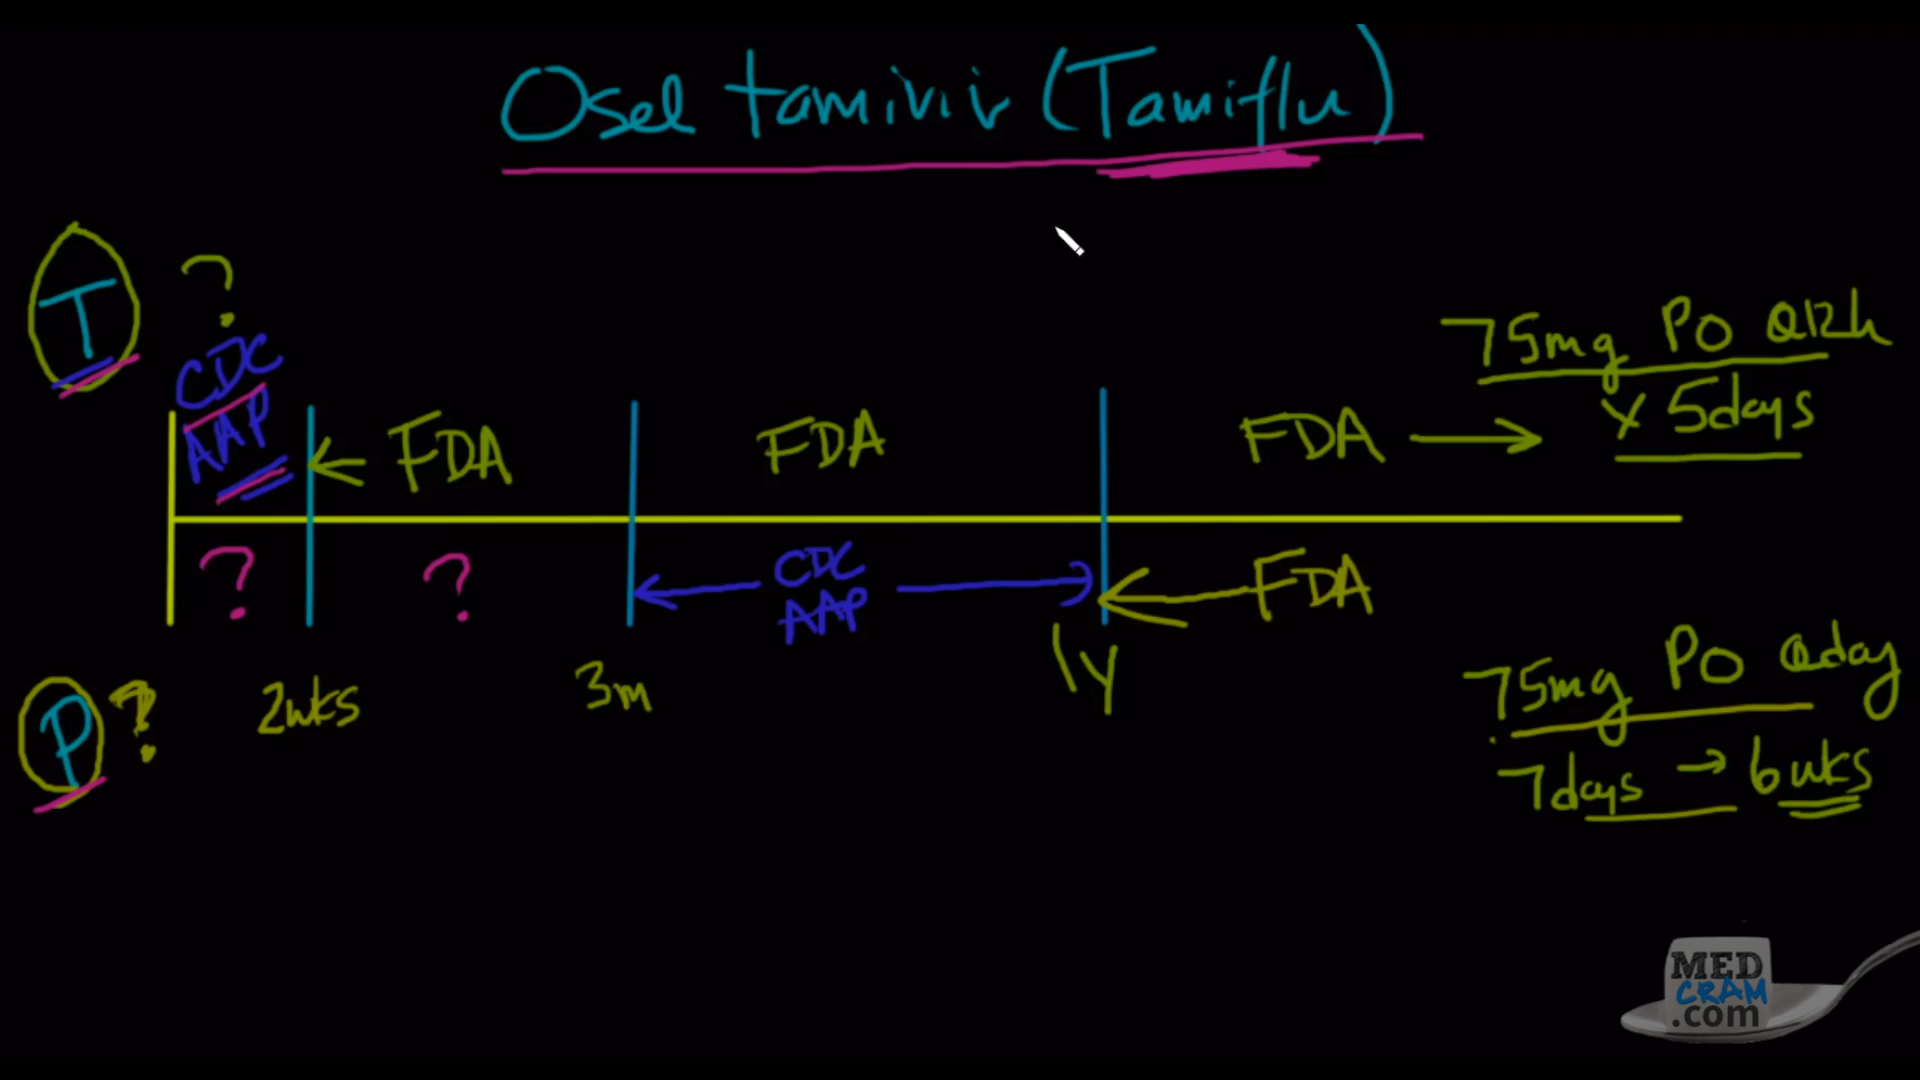 Oseltamivir (Tamiflu)
T ?
CDC
AAP
FDA
FDA
FDA
75mg PO Q12h
x 5days
? ?
CDC
AAP
FDA
P ?
2wks
3m
1y
75mg PO Qday
7days → 6wks
MED
CRAM
.com